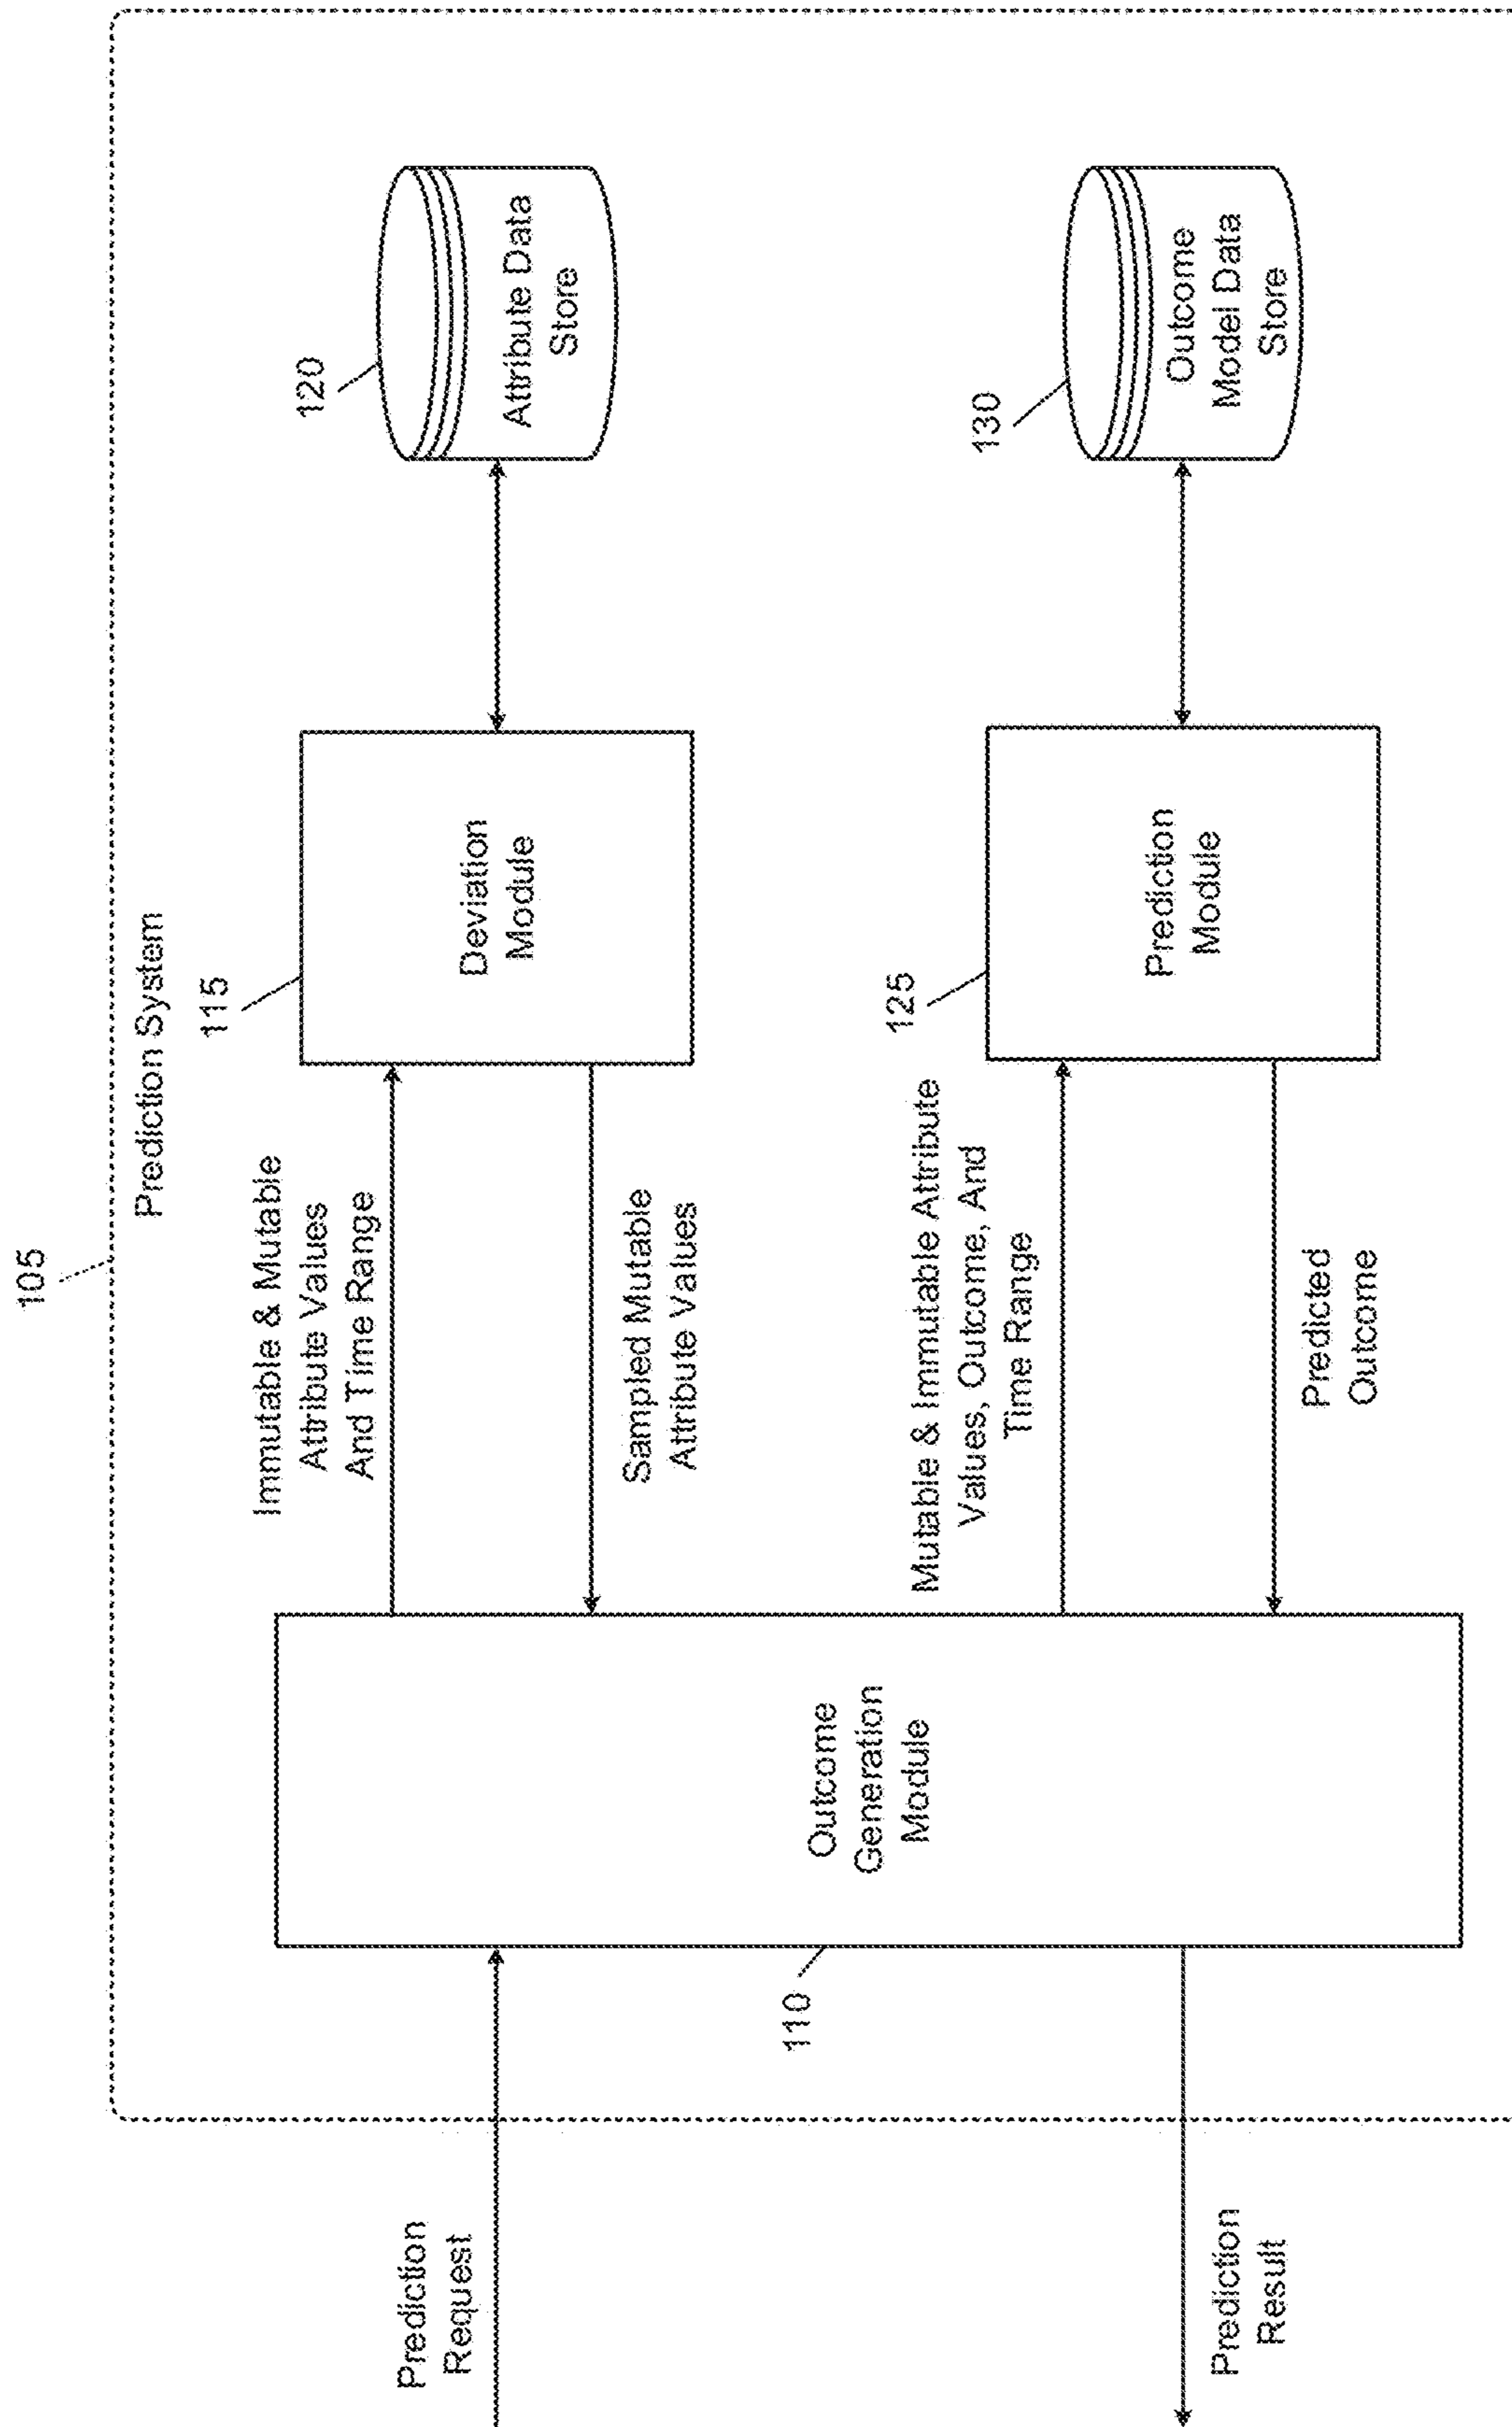 105
Prediction System
Prediction
Request
110
Outcome
Generation
Module
Immutable & Mutable
Attribute Values
And Time Range
115
Deviation
Module
120
Attribute Data
Store
Sampled Mutable
Attribute Values
Mutable & Immutable Attribute
Values, Outcome, And
Time Range
125
Prediction
Module
130
Outcome
Model Data
Store
Predicted
Outcome
Prediction
Result